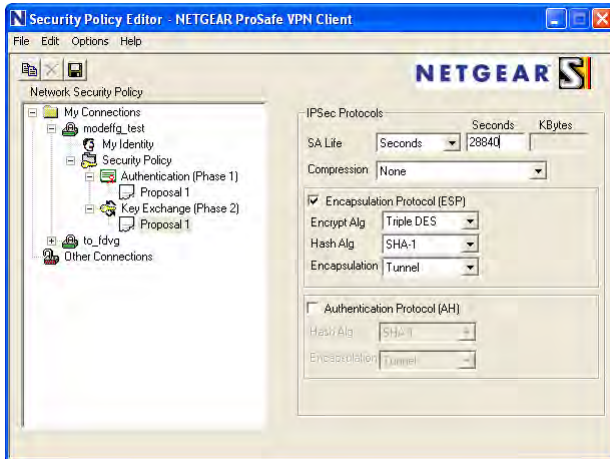 N Security Policy Editor - NETGEAR ProSafe VPN Client
File Edit Options Help
NETGEAR
Network Security Policy
My Connections
modeffg_test
My Identity
Security Policy
Authentication (Phase 1)
Proposal 1
Key Exchange (Phase 2)
Proposal 1
to_fdvg
Other Connections
IPSec Protocols
Seconds KBytes
SA Life Seconds 28840
Compression None
Encapsulation Protocol (ESP)
Encrypt Alg Triple DES
Hash Alg SHA-1
Encapsulation Tunnel
Authentication Protocol (AH)
Hash Alg SHA-1
Encapsulation Tunnel